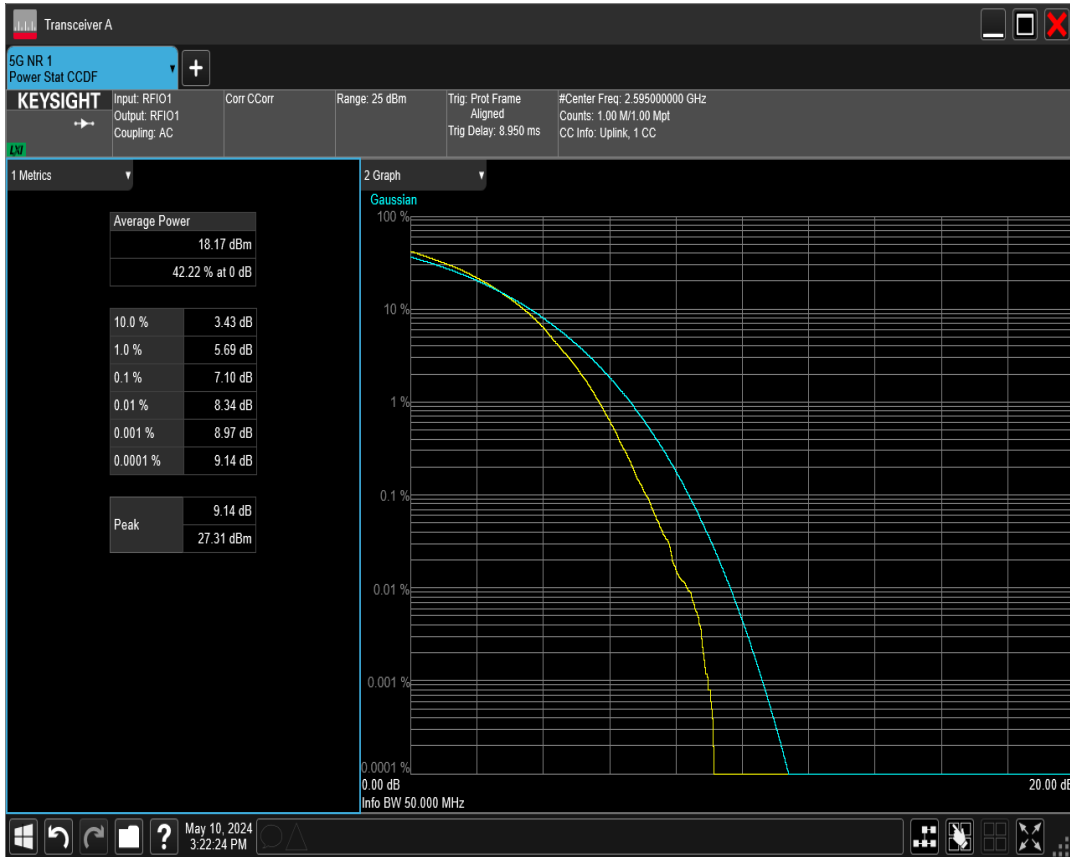 Transceiver A
5G NR 1
Power Stat CCDF
+
KEYSIGHT
LXI
Input: RFIO1
Output: RFIO1
Coupling: AC
Corr CCorr
Range: 25 dBm
Trig: Prot Frame
Aligned
Trig Delay: 8.950 ms
#Center Freq: 2.595000000 GHz
Counts: 1.00 M/1.00 Mpt
CC Info: Uplink, 1 CC
1 Metrics
Average Power
18.17 dBm
42.22 % at 0 dB
10.0 % 3.43 dB
1.0 % 5.69 dB
0.1 % 7.10 dB
0.01 % 8.34 dB
0.001 % 8.97 dB
0.0001 % 9.14 dB
Peak 9.14 dB
27.31 dBm
2 Graph
Gaussian
100 %
10 %
1 %
0.1 %
0.01 %
0.001 %
0.0001 %
0.00 dB 20.00 dB
Info BW 50.000 MHz
?
May 10, 2024
3:22:24 PM